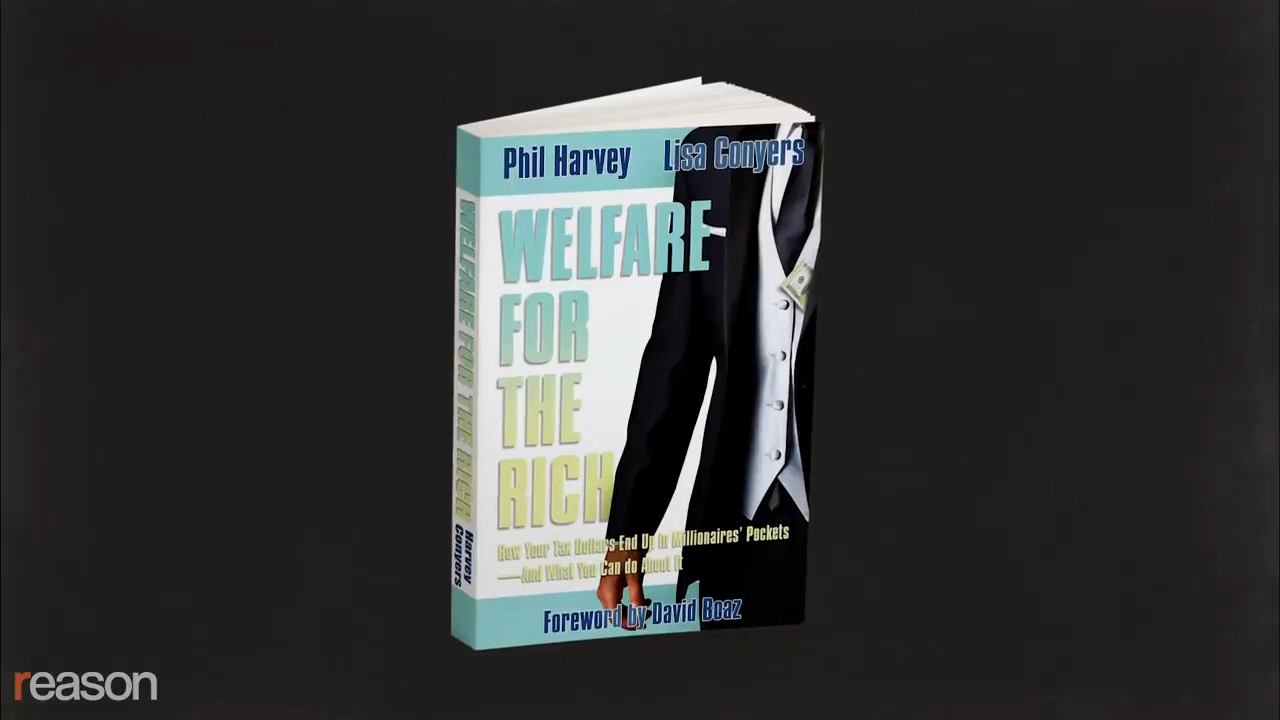 Phil Harvey Lisa Conyers
WELFARE
FOR
THE
RICH
How Your Tax Dollars End Up In Millionaires' Pockets
—And What You Can do About It
Foreword by David Boaz
WELFARE FOR THE RICH
Harvey
Conyers
reason